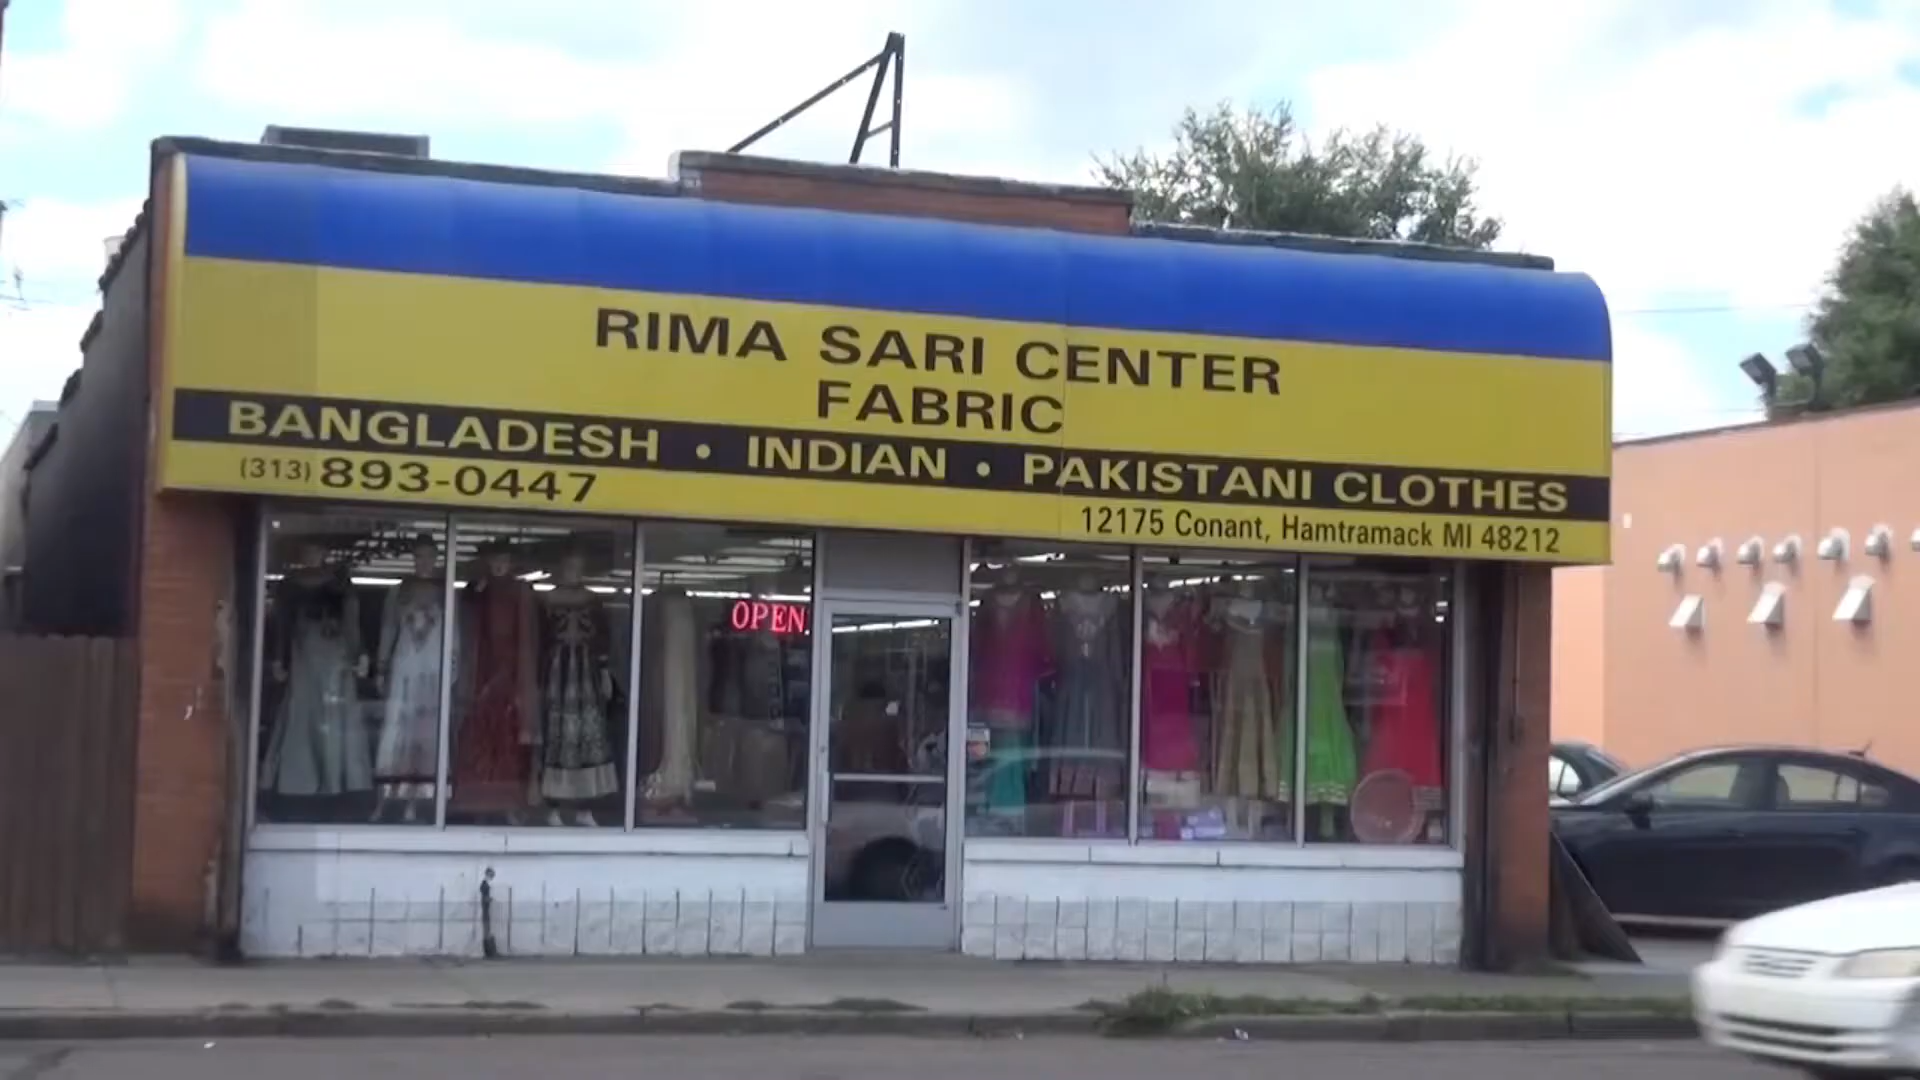 RIMA SARI CENTER
FABRIC
BANGLADESH • INDIAN • PAKISTANI CLOTHES
(313) 893-0447
12175 Conant, Hamtramack MI 48212
OPEN